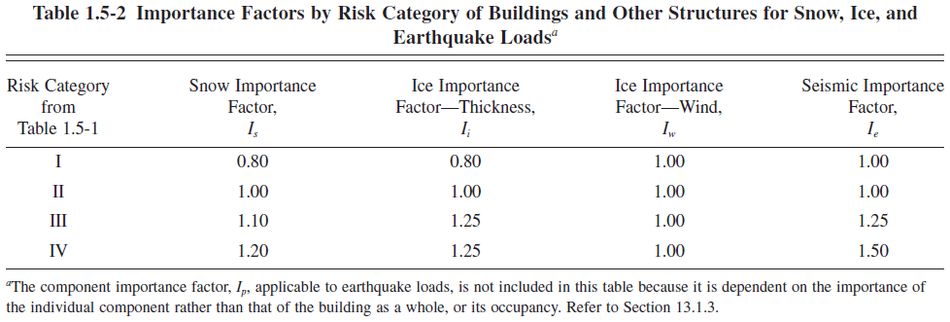 Table 1.5-2 Importance Factors by Risk Category of Buildings and Other Structures for Snow, Ice, and
Earthquake Loadsᵃ
Risk Category from Table 1.5-1 Snow Importance Factor, Iₛ Ice Importance Factor—Thickness, Iᵢ Ice Importance Factor—Wind, I_w Seismic Importance Factor, Iₑ
I 0.80 0.80 1.00 1.00
II 1.00 1.00 1.00 1.00
III 1.10 1.25 1.00 1.25
IV 1.20 1.25 1.00 1.50
ᵃThe component importance factor, Iₚ, applicable to earthquake loads, is not included in this table because it is dependent on the importance of
the individual component rather than that of the building as a whole, or its occupancy. Refer to Section 13.1.3.